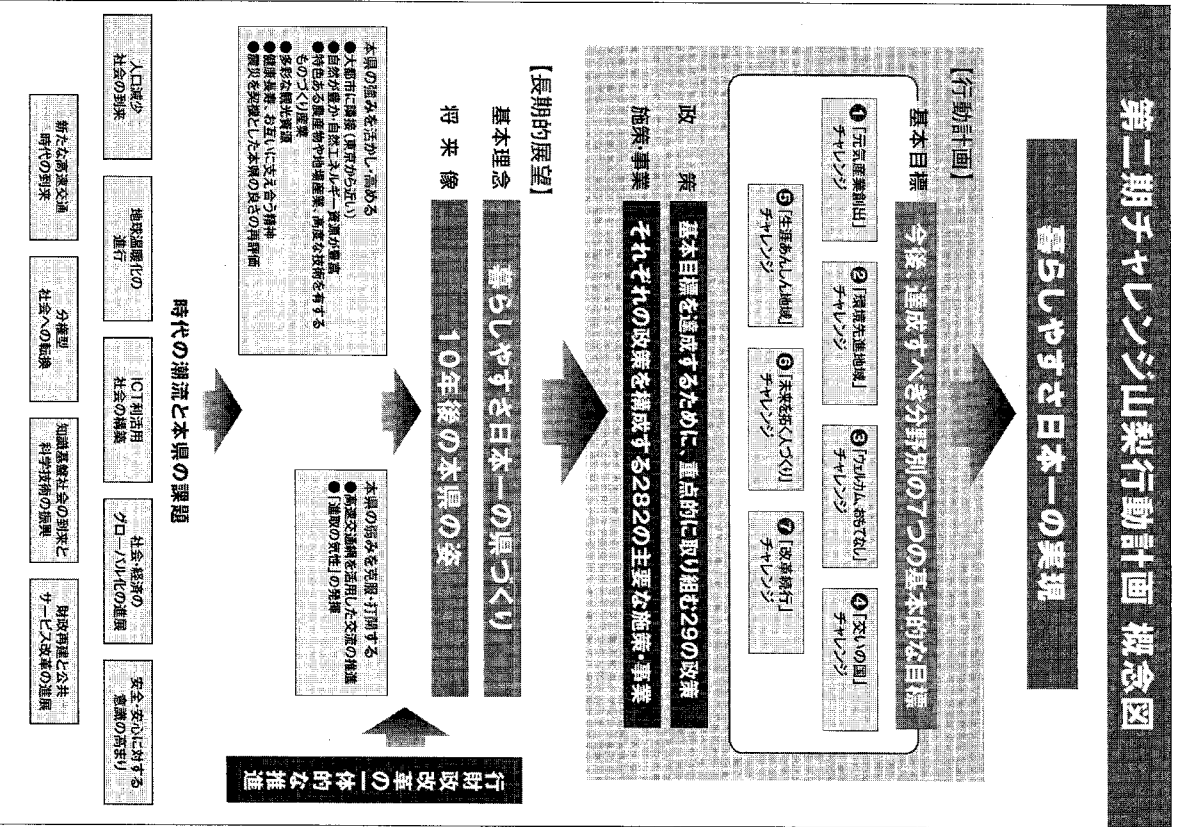 第二期チャレンジ山梨行動計画 概念図
暮らしやすさ日本一の実現
【行動計画】
基本目標
今後、達成すべき分野別の7つの基本的な目標
❶「元気産業創出」
チャレンジ
❷「環境先進地域」
チャレンジ
❸「ウェルカム、おもてなし」
チャレンジ
❹「交いの国」
チャレンジ
❺「生涯あんしん地域」
チャレンジ
❻「未来を拓く人づくり」
チャレンジ
❼「改革続行」
チャレンジ
政 策
基本目標を達成するために、重点的に取り組む29の政策
施策・事業
それぞれの政策を構成する282の主要な施策・事業
【長期的展望】
基本理念
暮らしやすさ日本一の県づくり
将来像
10年後の本県の姿
行財政改革の一体的な推進
本県の強みを活かし、高める
●大都市に隣接(東京から近い)
●自然が豊か・自然エネルギー資源が豊富
●特色ある農産物や地場産業、高度な技術を有する
ものづくり産業
●多彩な観光資源
●健康長寿、お互いに支え合う精神
●震災を契機とした本県の良さの再評価
本県の弱みを克服・打開する
●高速交通網を活用した交流の推進
●「進取の気性」の発揮
時代の潮流と本県の課題
人口減少
社会の到来
地球温暖化の
進行
ICT利活用
社会の構築
社会・経済の
グローバル化の進展
安全・安心に対する
意識の高まり
新たな高速交通
時代の到来
分権型
社会への転換
知識基盤社会の到来と
科学技術の振興
財政再建と公共
サービス改革の進展